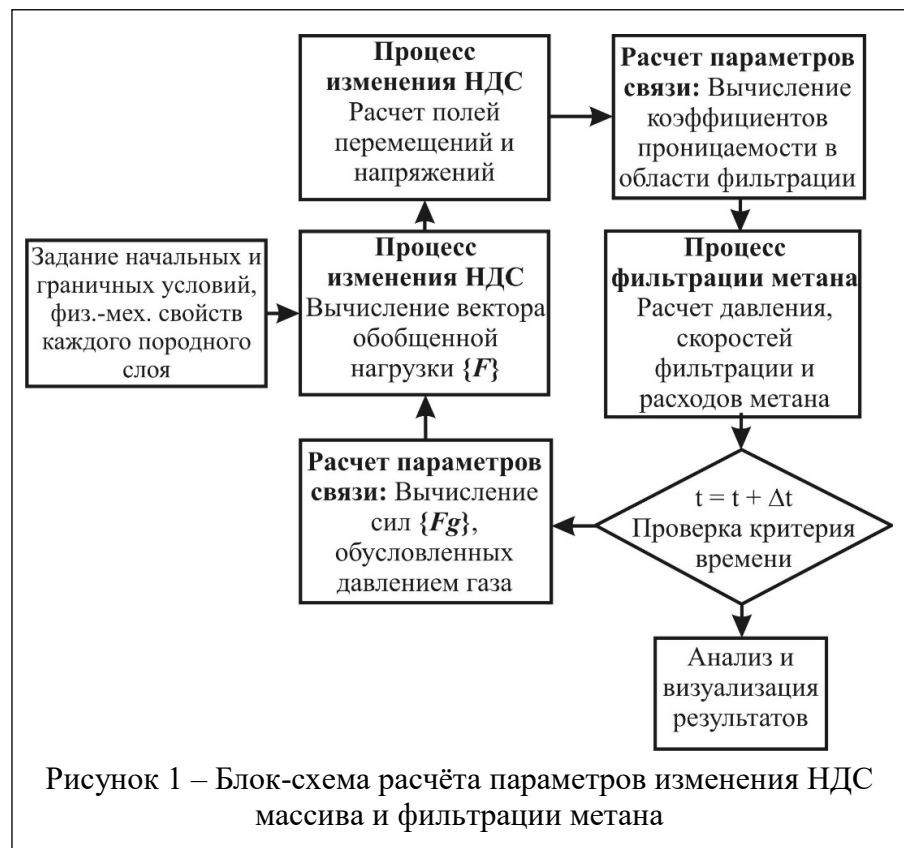 Процесс
изменения НДС
Расчет полей
перемещений и
напряжений
Расчет параметров
связи: Вычисление
коэффициентов
проницаемости в
области фильтрации
Задание начальных и
граничных условий,
физ.-мех. свойств
каждого породного
слоя
Процесс
изменения НДС
Вычисление вектора
обобщенной
нагрузки {F}
Процесс
фильтрации метана
Расчет давления,
скоростей
фильтрации и
расходов метана
Расчет параметров
связи: Вычисление
сил {Fg},
обусловленных
давлением газа
t = t + Δt
Проверка критерия
времени
Анализ и
визуализация
результатов
Рисунок 1 – Блок-схема расчёта параметров изменения НДС
массива и фильтрации метана